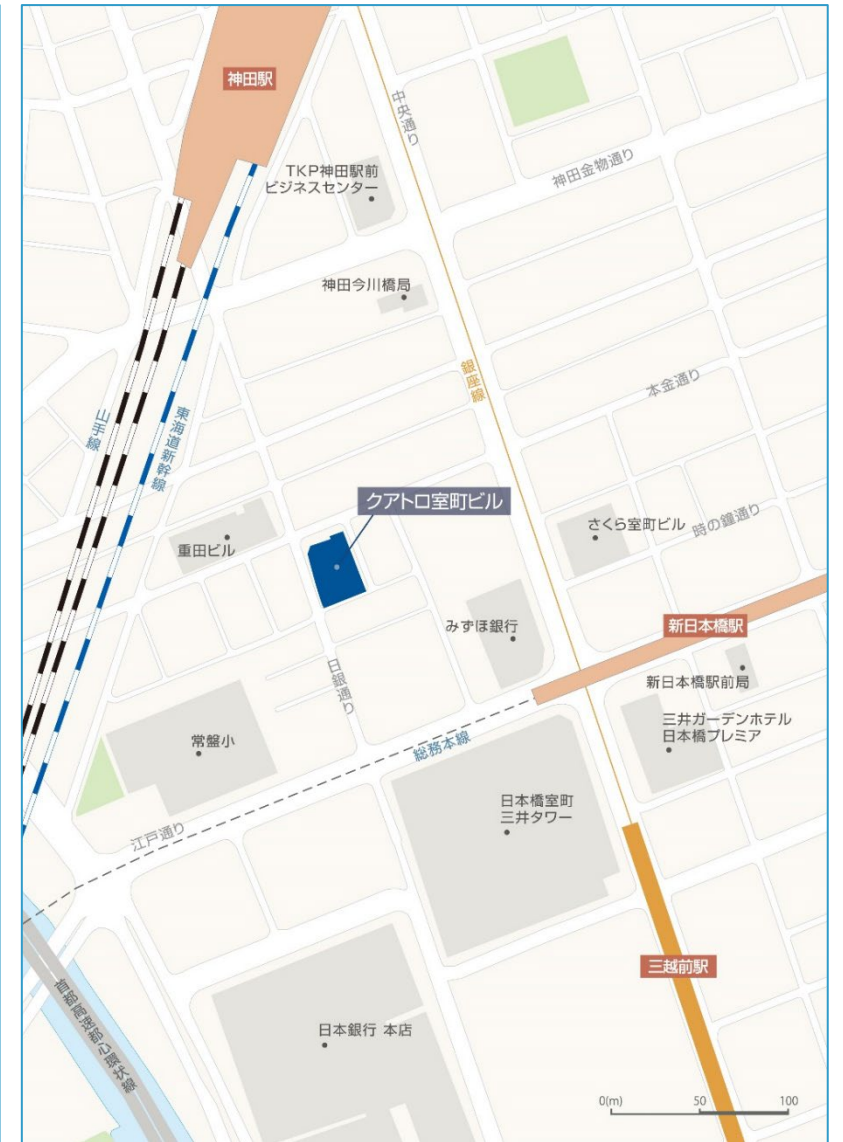 神田駅
中央通り
TKP神田駅前
ビジネスセンター
神田金物通り
神田今川橋局
銀座線
本金通り
山手線
東海道新幹線
クアトロ室町ビル
さくら室町ビル
時の鐘通り
重田ビル
みずほ銀行
新日本橋駅
日銀通り
新日本橋駅前局
三井ガーデンホテル
日本橋プレミア
常盤小
総務本線
日本橋室町
三井タワー
江戸通り
三越前駅
首都高速都心環状線
日本銀行 本店
0(m) 50 100